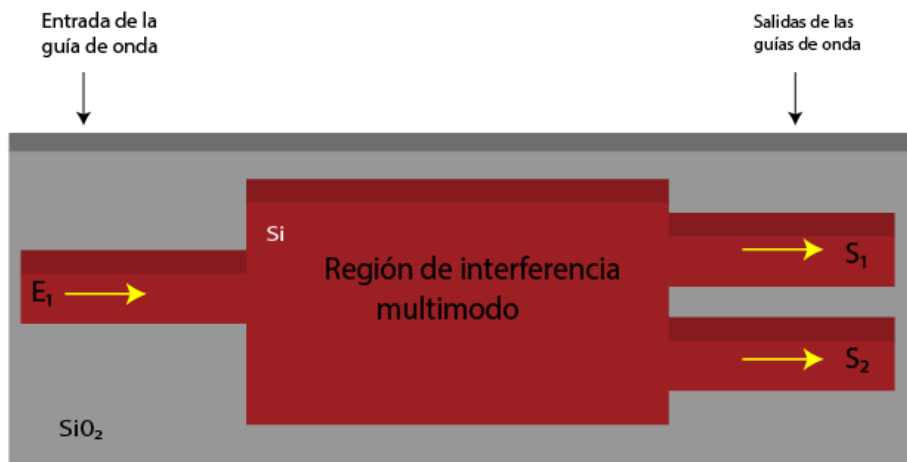 Entrada de la
guía de onda
Salidas de las
guías de onda
Si
Región de interferencia
multimodo
E₁
S₁
S₂
SiO₂